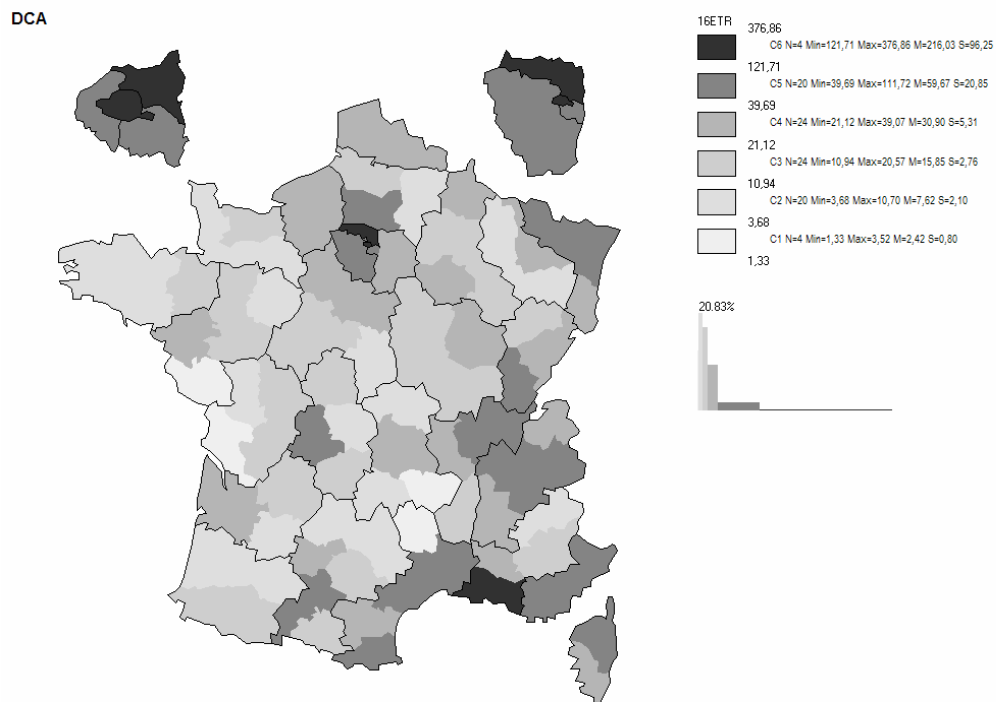 DCA
16ETR
376,86
C6 N=4 Min=121,71 Max=376,86 M=216,03 S=96,25
121,71
C5 N=20 Min=39,69 Max=111,72 M=59,67 S=20,85
39,69
C4 N=24 Min=21,12 Max=39,07 M=30,90 S=5,31
21,12
C3 N=24 Min=10,94 Max=20,57 M=15,85 S=2,76
10,94
C2 N=20 Min=3,68 Max=10,70 M=7,62 S=2,10
3,68
C1 N=4 Min=1,33 Max=3,52 M=2,42 S=0,80
1,33
20.83%